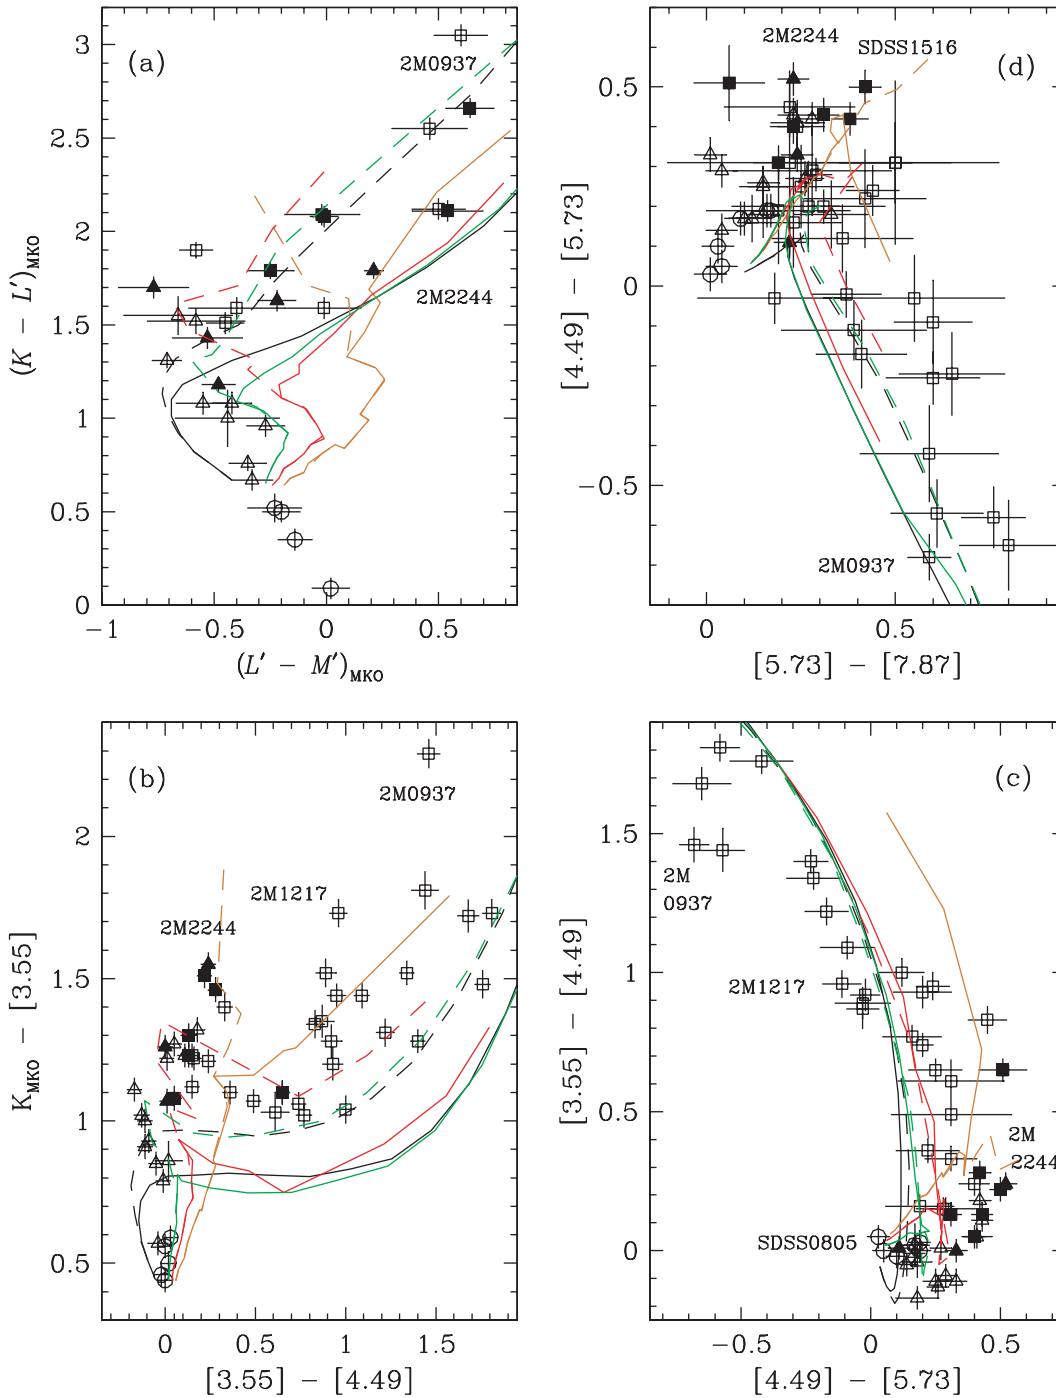 (a)
2M0937
2M2244
3
2.5
2
1.5
1
0.5
0
(K − L′)MKO
−1
−0.5
0
0.5
(L′ − M′)MKO
2M2244
SDSS1516
(d)
2M0937
0.5
0
−0.5
[4.49] − [5.73]
0
0.5
[5.73] − [7.87]
(b)
2M0937
2M1217
2M2244
2
1.5
1
0.5
KMKO − [3.55]
0
0.5
1
1.5
[3.55] − [4.49]
(c)
2M
0937
2M1217
2M
2244
SDSS0805
1.5
1
0.5
0
[3.55] − [4.49]
−0.5
0
0.5
[4.49] − [5.73]